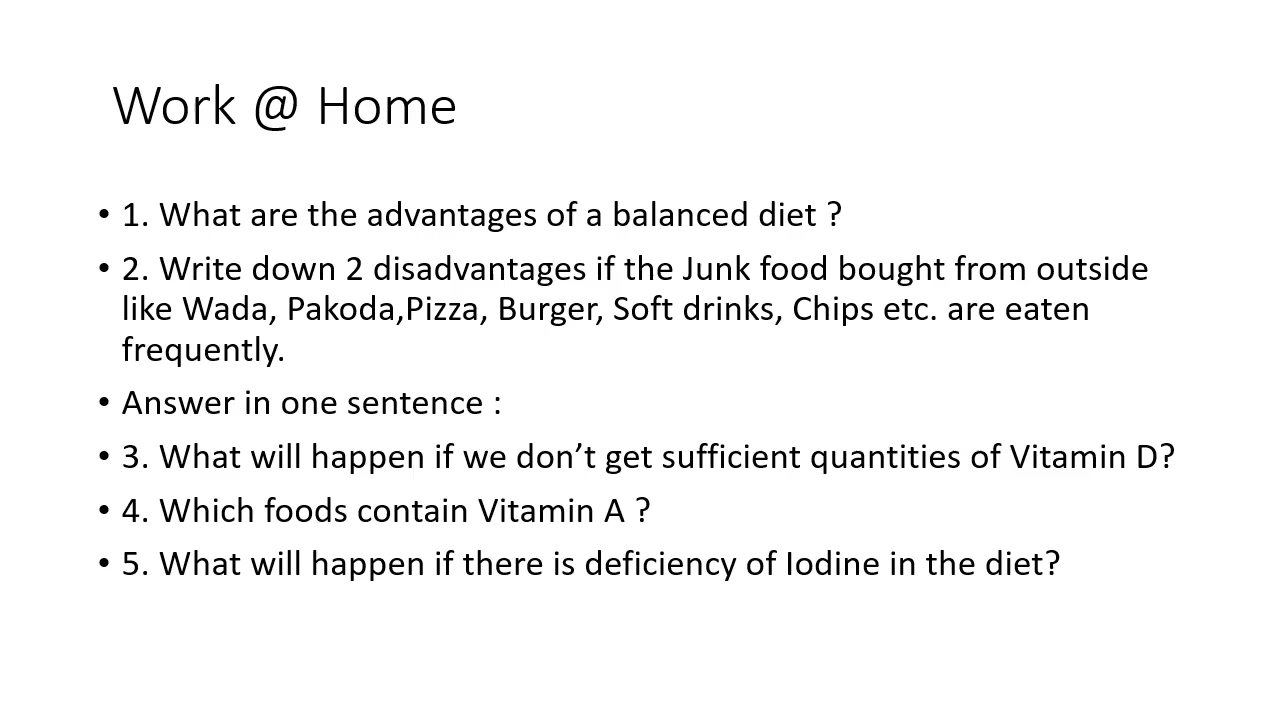 Work @ Home
• 1. What are the advantages of a balanced diet ?
• 2. Write down 2 disadvantages if the Junk food bought from outside
like Wada, Pakoda,Pizza, Burger, Soft drinks, Chips etc. are eaten
frequently.
• Answer in one sentence :
• 3. What will happen if we don’t get sufficient quantities of Vitamin D?
• 4. Which foods contain Vitamin A ?
• 5. What will happen if there is deficiency of Iodine in the diet?